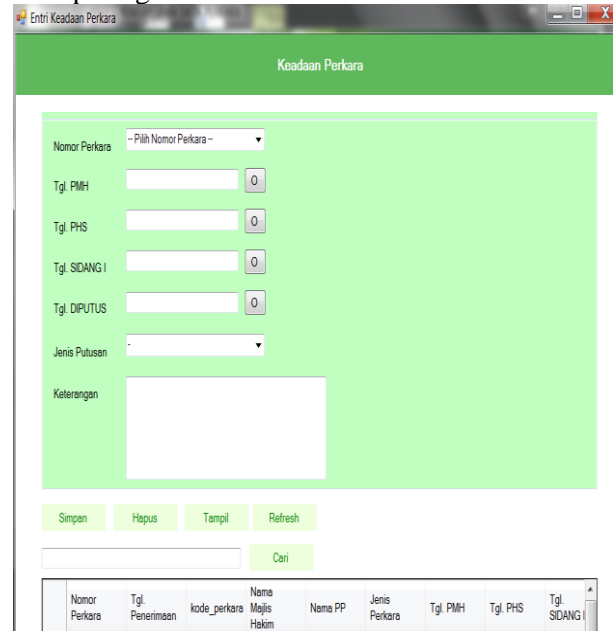 Entri Keadaan Perkara
Keadaan Perkara
Nomor Perkara -- Pilih Nomor Perkara --
Tgl. PMH O
Tgl. PHS O
Tgl. SIDANG I O
Tgl. DIPUTUS O
Jenis Putusan -
Keterangan
Simpan Hapus Tampil Refresh
Cari
Nomor Perkara Tgl. Penerimaan kode_perkara Nama Majlis Hakim Nama PP Jenis Perkara Tgl. PMH Tgl. PHS Tgl. SIDANG I